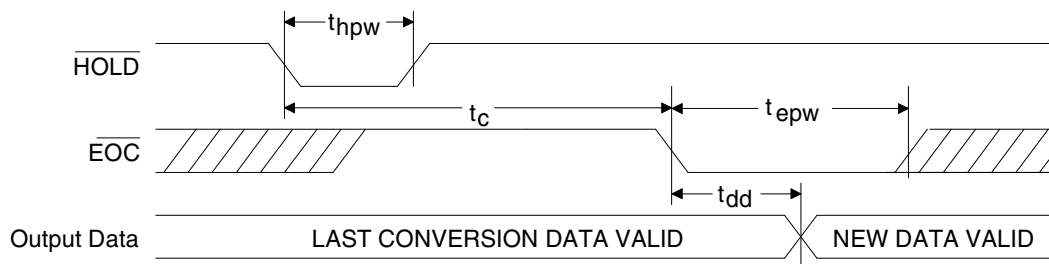 thpw
HOLD
tc
tepw
EOC
tdd
Output Data
LAST CONVERSION DATA VALID
NEW DATA VALID